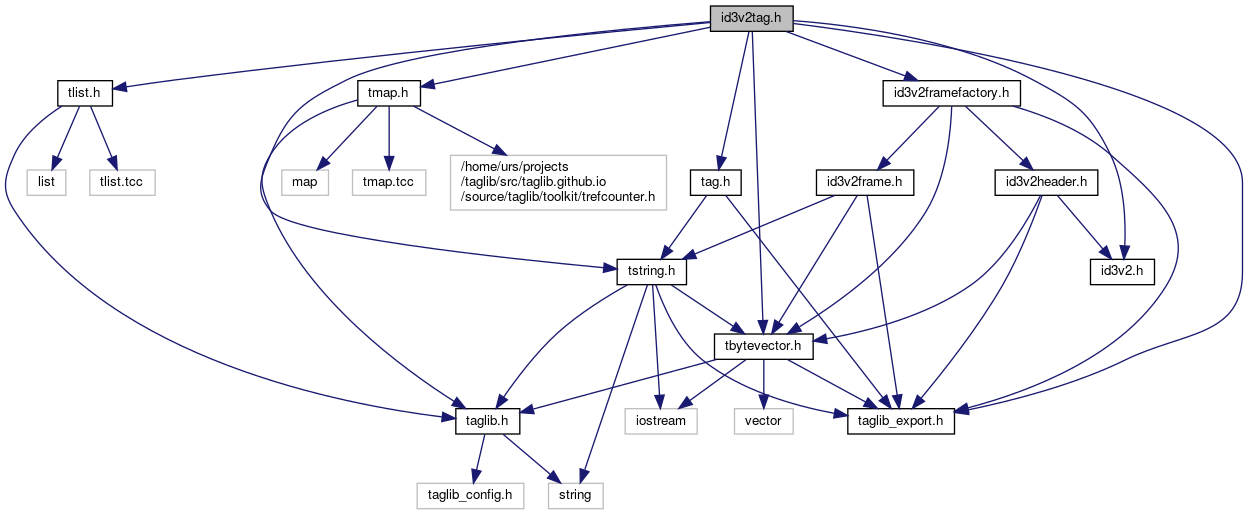 id3v2tag.h
tlist.h
tmap.h
id3v2framefactory.h
list
tlist.tcc
map
tmap.tcc
/home/urs/projects
/taglib/src/taglib.github.io
/source/taglib/toolkit/trefcounter.h
tag.h
id3v2frame.h
id3v2header.h
tstring.h
id3v2.h
tbytevector.h
taglib.h
iostream
vector
taglib_export.h
taglib_config.h
string